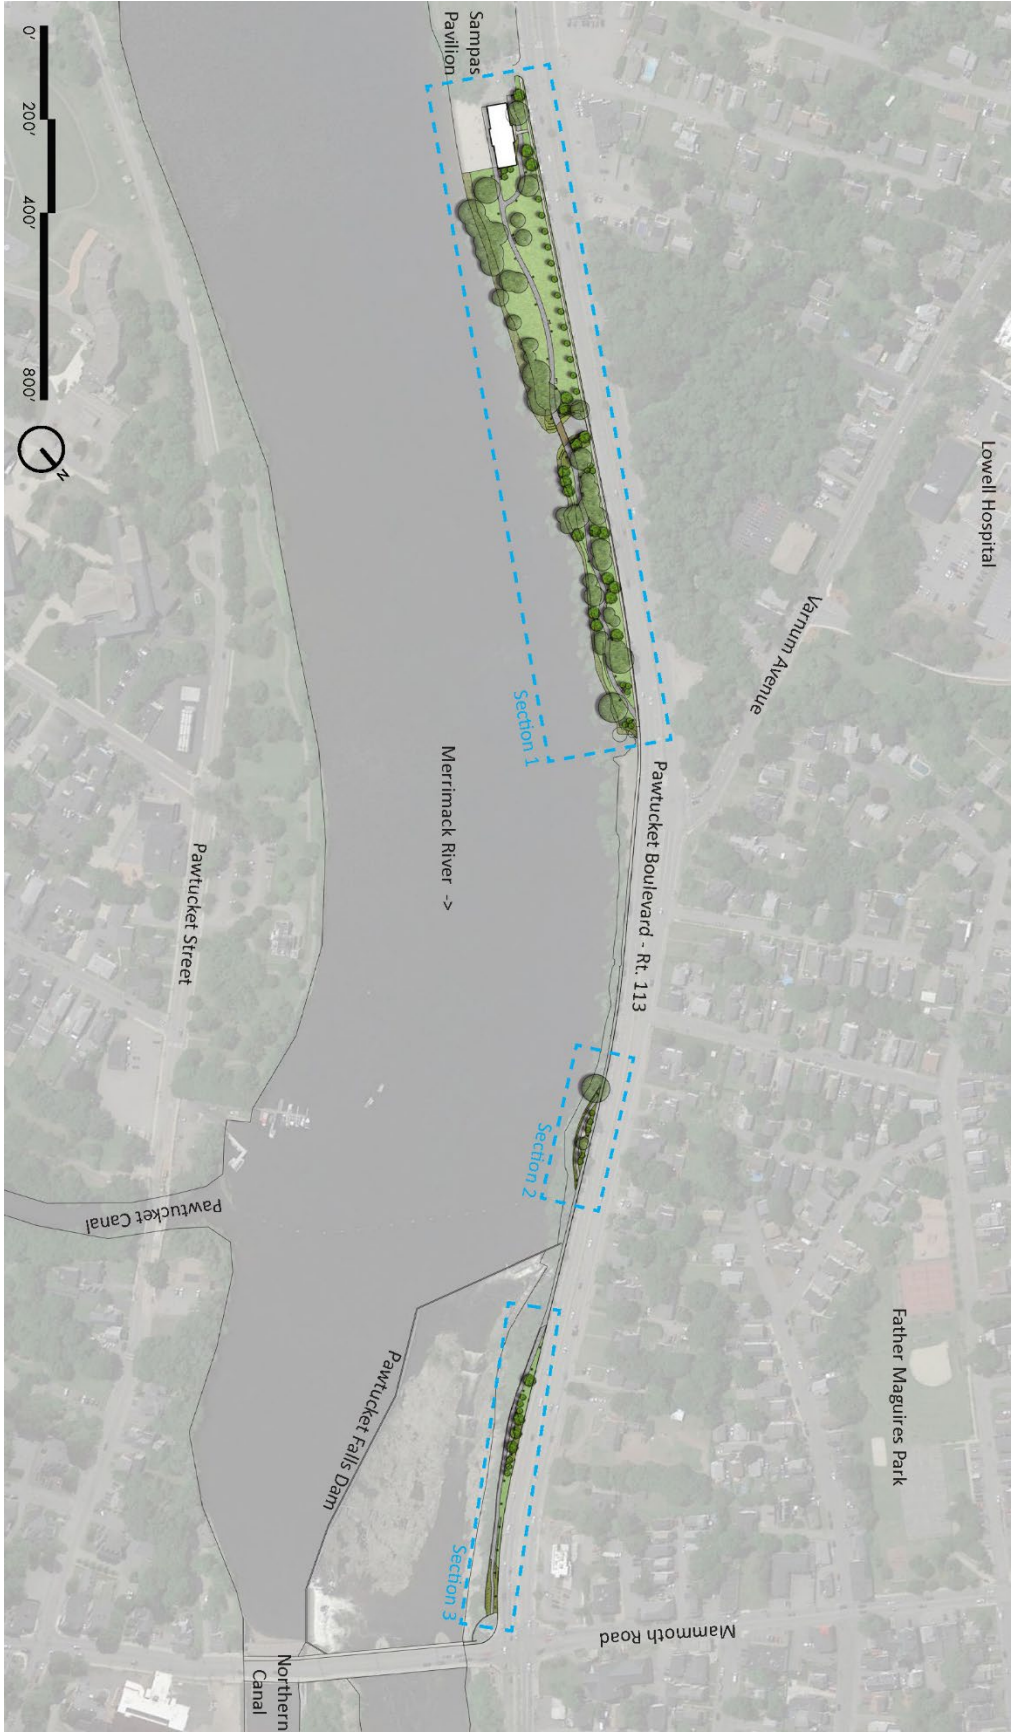 Sampas
Pavilion
0'
200'
400'
800'
N
Lowell Hospital
Varnum Avenue
Section 1
Merrimack River ->
Pawtucket Boulevard - Rt. 113
Pawtucket Street
Section 2
Pawtucket Canal
Father Maguires Park
Pawtucket Falls Dam
Section 3
Mammoth Road
Northern
Canal